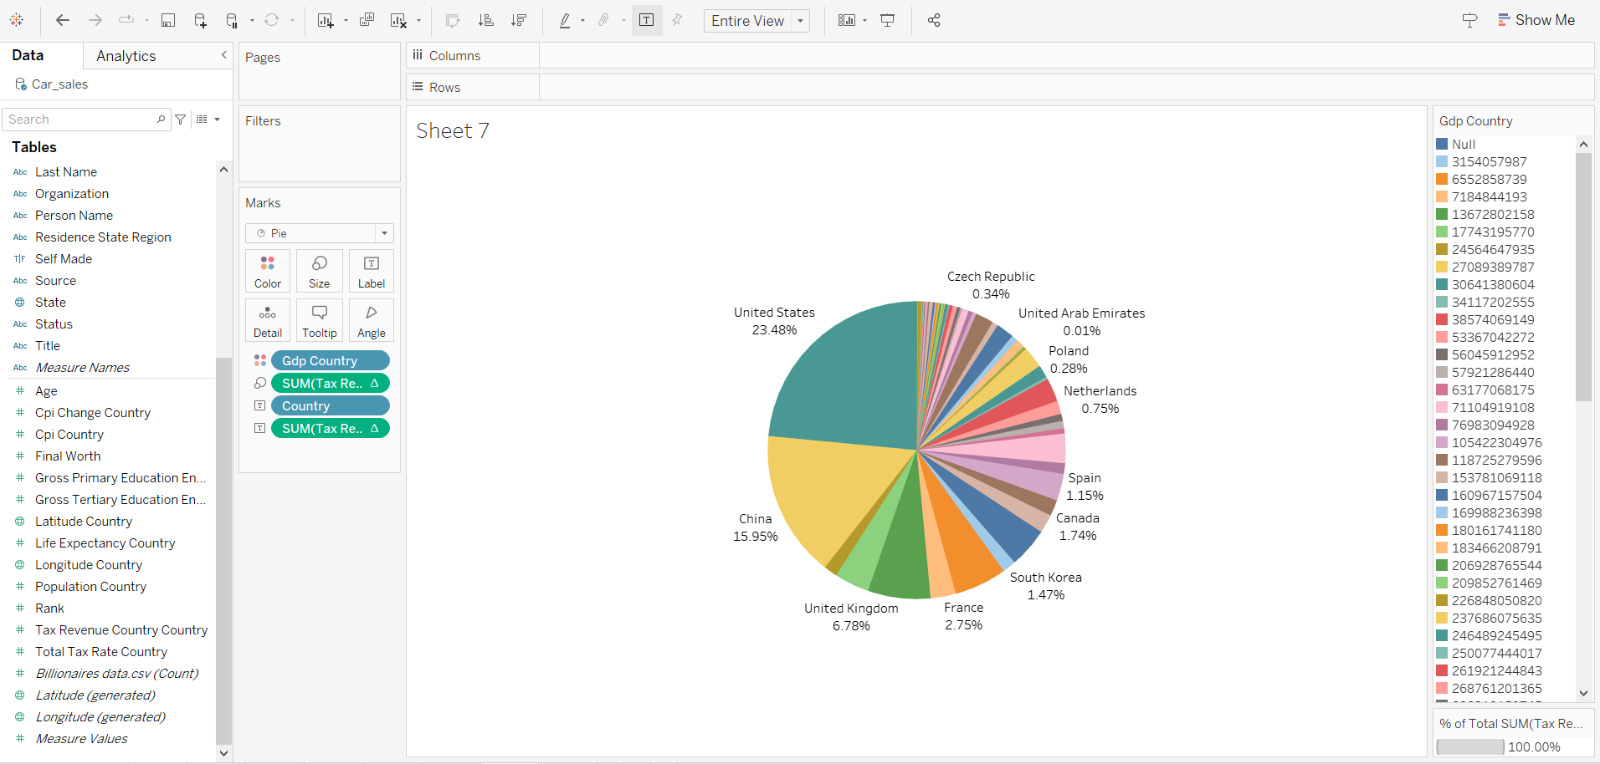 Entire View
Show Me
Data
Analytics
Car_sales
Search
Tables
Abc Last Name
Abc Organization
Abc Person Name
Abc Residence State Region
T|F Self Made
Abc Source
State
Abc Status
Abc Title
Abc Measure Names
# Age
# Cpi Change Country
# Cpi Country
# Final Worth
# Gross Primary Education En...
# Gross Tertiary Education En...
Latitude Country
# Life Expectancy Country
Longitude Country
# Population Country
# Rank
# Tax Revenue Country Country
# Total Tax Rate Country
# Billionaires data.csv (Count)
Latitude (generated)
Longitude (generated)
# Measure Values
Pages
Filters
Marks
Pie
Color
Size
T
Label
Detail
Tooltip
Angle
Gdp Country
SUM(Tax Re.. Δ
T Country
T SUM(Tax Re.. Δ
Columns
Rows
Sheet 7
Czech Republic
0.34%
United States
23.48%
United Arab Emirates
0.01%
Poland
0.28%
Netherlands
0.75%
Spain
1.15%
China
15.95%
Canada
1.74%
South Korea
1.47%
United Kingdom
6.78%
France
2.75%
Gdp Country
Null
3154057987
6552858739
7184844193
13672802158
17743195770
24564647935
27089389787
30641380604
34117202555
38574069149
53367042272
56045912952
57921286440
63177068175
71104919108
76983094928
105422304976
118725279596
153781069118
160967157504
169988236398
180161741180
183466208791
206928765544
209852761469
226848050820
237686075635
246489245495
250077444017
261921244843
268761201365
% of Total SUM(Tax Re...
100.00%